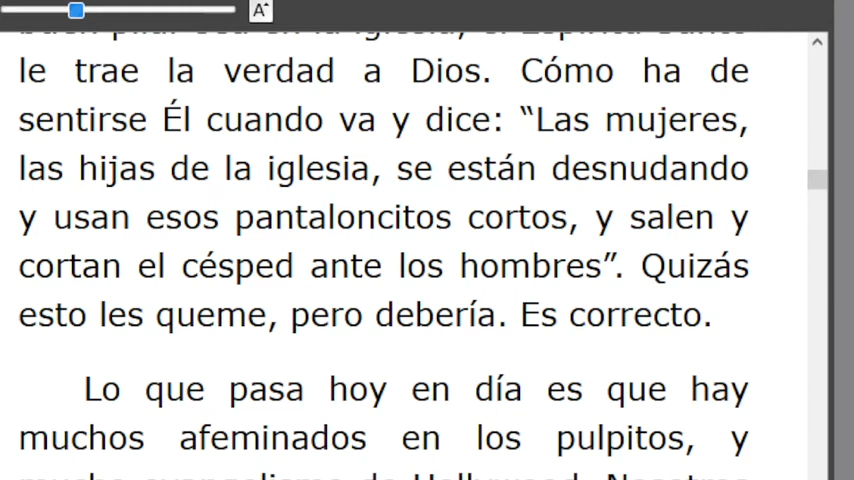 A
le trae la verdad a Dios. Cómo ha de
sentirse Él cuando va y dice: “Las mujeres,
las hijas de la iglesia, se están desnudando
y usan esos pantaloncitos cortos, y salen y
cortan el césped ante los hombres”. Quizás
esto les queme, pero debería. Es correcto.
Lo que pasa hoy en día es que hay
muchos afeminados en los pulpitos, y